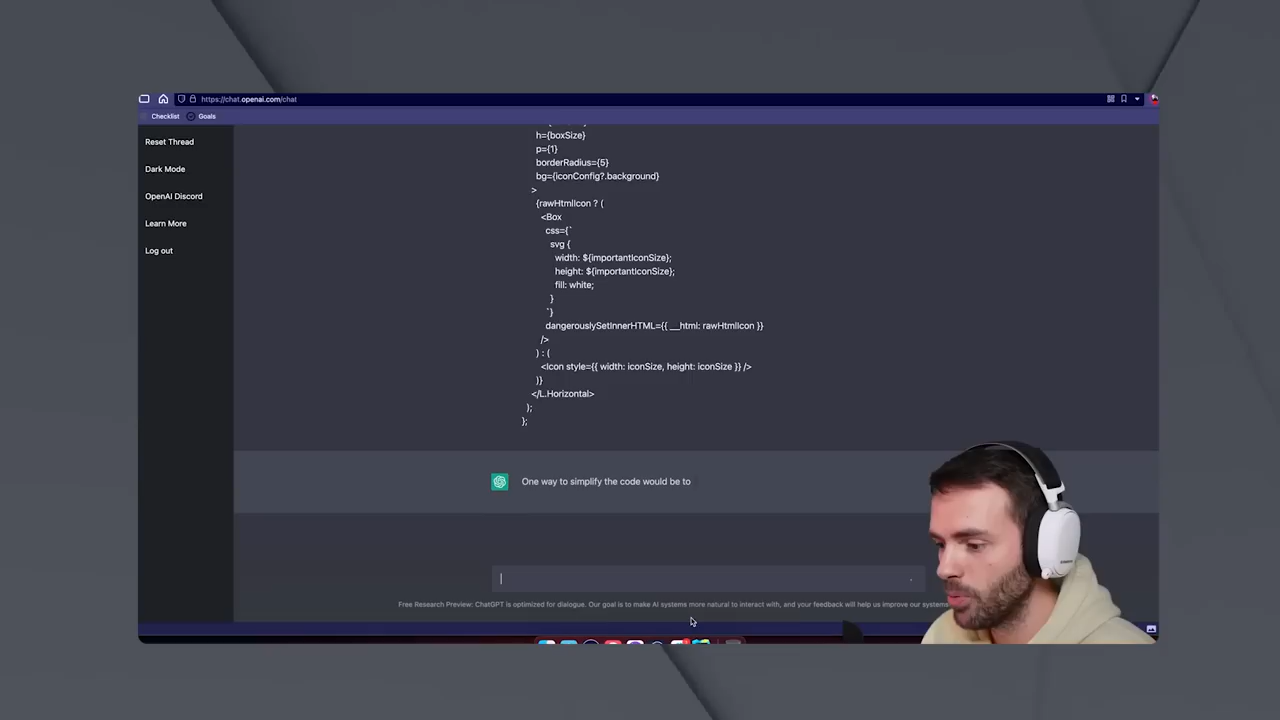 https://chat.openai.com/chat
Checklist
Goals
Reset Thread
Dark Mode
OpenAI Discord
Learn More
Log out
h={boxSize}
p={1}
borderRadius={5}
bg={iconConfig?.background}
>
{rawHtmlIcon ? (
<Box
css={`
svg {
width: ${importantIconSize};
height: ${importantIconSize};
fill: white;
}
`}
dangerouslySetInnerHTML={{ __html: rawHtmlIcon }}
/>
) : (
<Icon style={{ width: iconSize, height: iconSize }} />
)}
</L.Horizontal>
);
};
One way to simplify the code would be to
Free Research Preview: ChatGPT is optimized for dialogue. Our goal is to make AI systems more natural to interact with, and your feedback will help us improve our systems